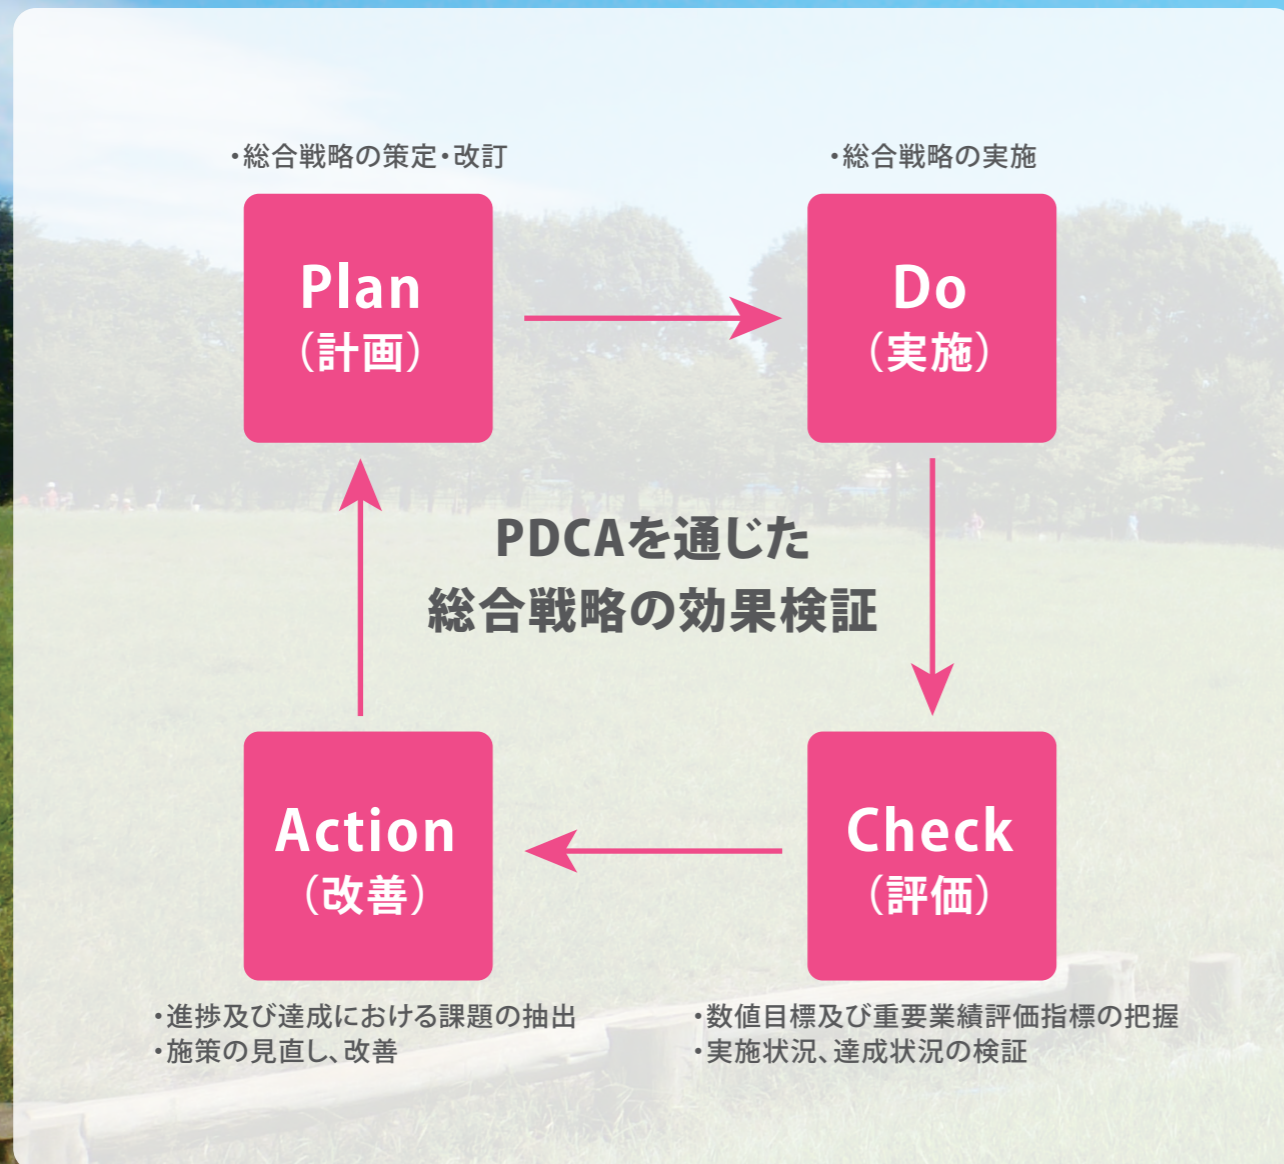 ・総合戦略の策定・改訂
・総合戦略の実施
Plan
（計画）
Do
（実施）
PDCAを通じた
総合戦略の効果検証
Action
（改善）
Check
（評価）
・進捗及び達成における課題の抽出
・施策の見直し、改善
・数値目標及び重要業績評価指標の把握
・実施状況、達成状況の検証